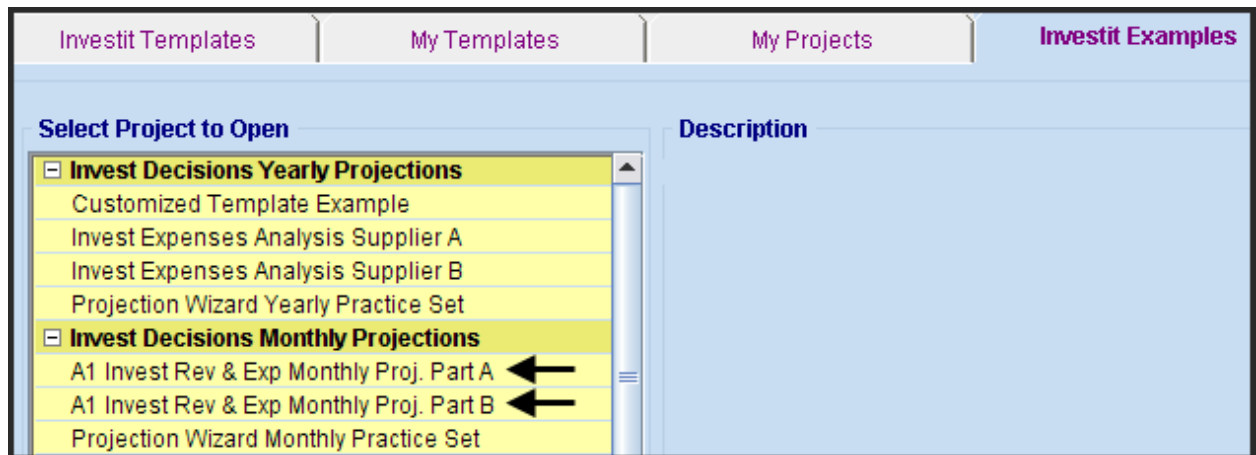 Investit Templates My Templates My Projects Investit Examples
Select Project to Open Description
Invest Decisions Yearly Projections
Customized Template Example
Invest Expenses Analysis Supplier A
Invest Expenses Analysis Supplier B
Projection Wizard Yearly Practice Set
Invest Decisions Monthly Projections
A1 Invest Rev & Exp Monthly Proj. Part A
A1 Invest Rev & Exp Monthly Proj. Part B
Projection Wizard Monthly Practice Set